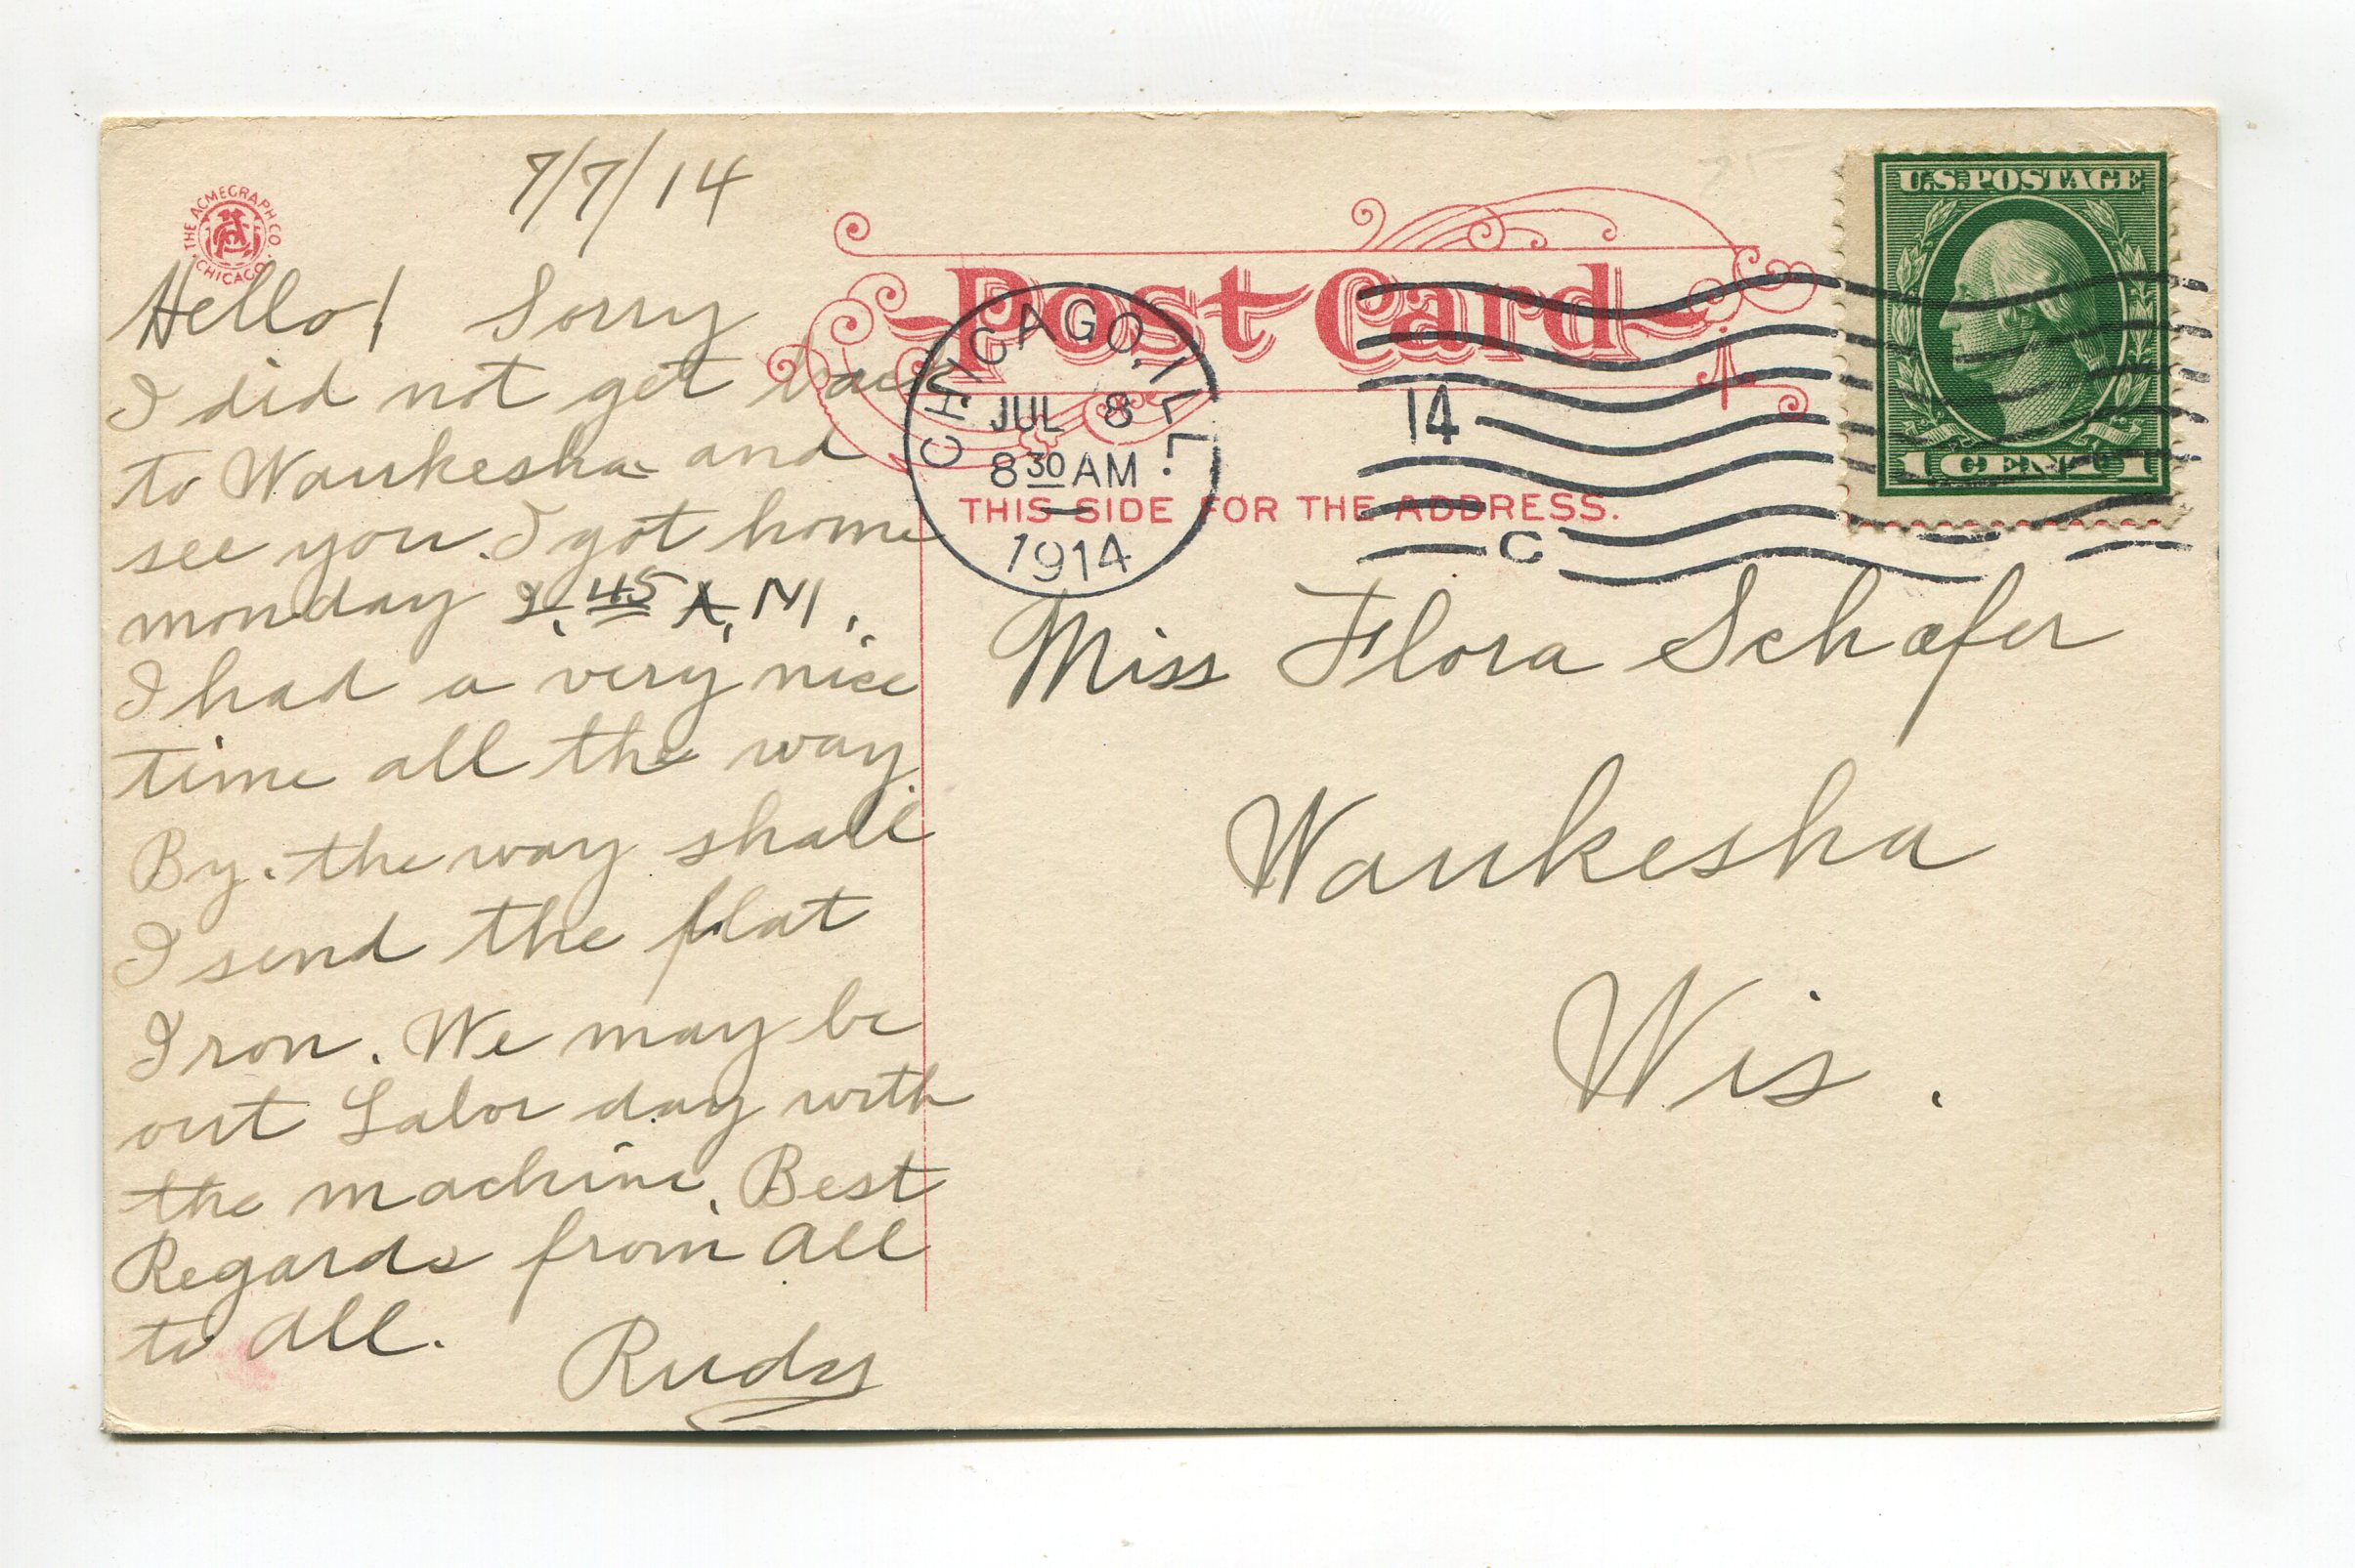 7/7/14
THE ACMEGRAPH CO.
CHICAGO
Hello! Sorry
I did not get back
to Waukesha and
see you. I got home
monday 2.45 A.M.
I had a very nice
time all the way.
By. the way shall
I send the flat
Iron. We may be
out Labor day with
the machine. Best
Regards from all
to all.
Rudy
Post Card
THIS SIDE FOR THE ADDRESS.
CHICAGO, ILL.
JUL 8
8 30 AM
1914
14
C
U.S. POSTAGE
1 CENT 1
Miss Flora Schæfer
Waukesha
Wis.